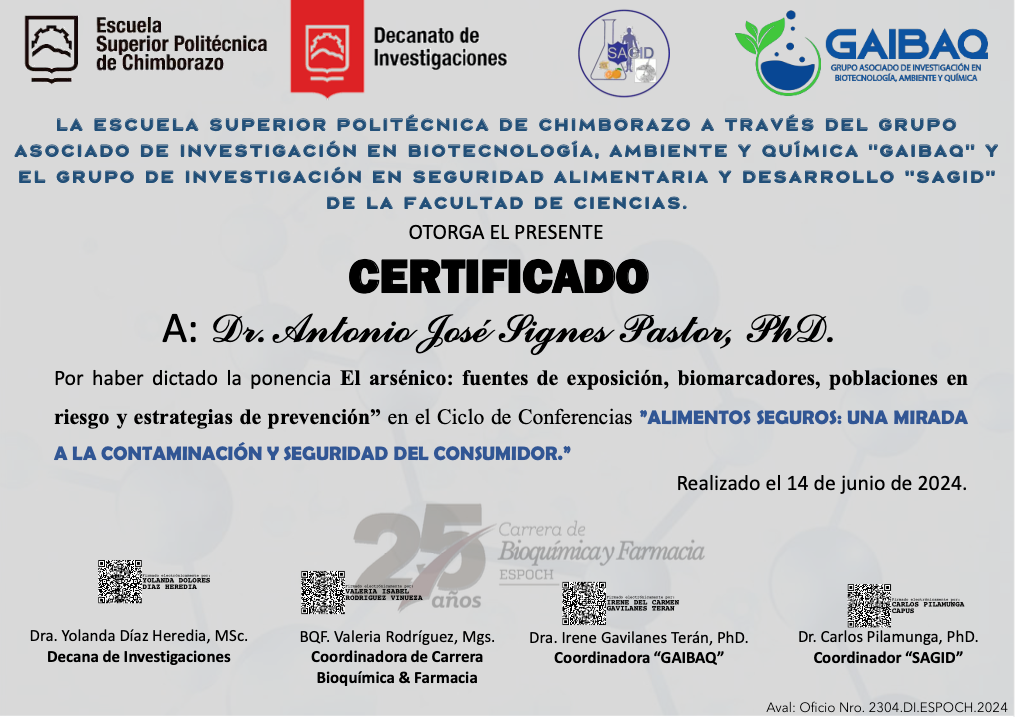 Escuela
Superior Politécnica
de Chimborazo
Decanato de
Investigaciones
SAGID
GAIBAQ
GRUPO ASOCIADO DE INVESTIGACIÓN EN
BIOTECNOLOGÍA, AMBIENTE Y QUÍMICA
LA ESCUELA SUPERIOR POLITÉCNICA DE CHIMBORAZO A TRAVÉS DEL GRUPO
ASOCIADO DE INVESTIGACIÓN EN BIOTECNOLOGÍA, AMBIENTE Y QUÍMICA "GAIBAQ" Y
EL GRUPO DE INVESTIGACIÓN EN SEGURIDAD ALIMENTARIA Y DESARROLLO "SAGID"
DE LA FACULTAD DE CIENCIAS.
OTORGA EL PRESENTE
CERTIFICADO
A: Dr. Antonio José Signes Pastor, PhD.
Por haber dictado la ponencia El arsénico: fuentes de exposición, biomarcadores, poblaciones en
riesgo y estrategias de prevención” en el Ciclo de Conferencias ”ALIMENTOS SEGUROS: UNA MIRADA
A LA CONTAMINACIÓN Y SEGURIDAD DEL CONSUMIDOR.”
Realizado el 14 de junio de 2024.
25 años
Carrera de
Bioquímica y Farmacia
ESPOCH
Firmado electrónicamente por:
YOLANDA DOLORES
DIAZ HEREDIA
Firmado electrónicamente por:
VALERIA ISABEL
RODRIGUEZ VINUEZA
Firmado electrónicamente por:
IRENE DEL CARMEN
GAVILANES TERAN
Firmado electrónicamente por:
CARLOS PILAMUNGA
CAPUS
Dra. Yolanda Díaz Heredia, MSc.
Decana de Investigaciones
BQF. Valeria Rodríguez, Mgs.
Coordinadora de Carrera
Bioquímica & Farmacia
Dra. Irene Gavilanes Terán, PhD.
Coordinadora “GAIBAQ”
Dr. Carlos Pilamunga, PhD.
Coordinador “SAGID”
Aval: Oficio Nro. 2304.DI.ESPOCH.2024